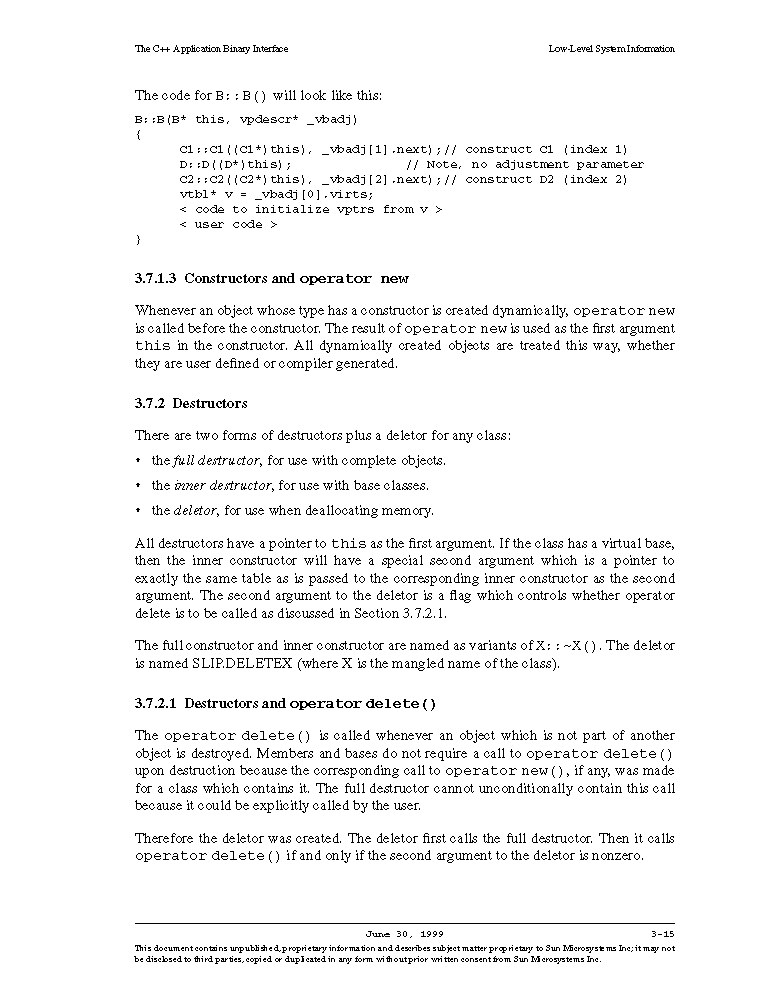 The C++ Application Binary Interface
Low-Level System Information
The code for B::B() will look like this:
B::B(B* this, vpdescr* _vbadj)
{
C1::C1((C1*)this), _vbadj[1].next);// construct C1 (index 1)
D::D((D*)this); // Note, no adjustment parameter
C2::C2((C2*)this), _vbadj[2].next);// construct D2 (index 2)
vtbl* v = _vbadj[0].virts;
< code to initialize vptrs from v >
< user code >
}
3.7.1.3 Constructors and operator new
Whenever an object whose type has a constructor is created dynamically, operator new
is called before the constructor. The result of operator new is used as the first argument
this in the constructor. All dynamically created objects are treated this way, whether
they are user defined or compiler generated.
3.7.2 Destructors
There are two forms of destructors plus a deletor for any class:
• the full destructor, for use with complete objects.
• the inner destructor, for use with base classes.
• the deletor, for use when deallocating memory.
All destructors have a pointer to this as the first argument. If the class has a virtual base,
then the inner constructor will have a special second argument which is a pointer to
exactly the same table as is passed to the corresponding inner constructor as the second
argument. The second argument to the deletor is a flag which controls whether operator
delete is to be called as discussed in Section 3.7.2.1.
The full constructor and inner constructor are named as variants of X::~X(). The deletor
is named SLIP.DELETEX (where X is the mangled name of the class).
3.7.2.1 Destructors and operator delete()
The operator delete() is called whenever an object which is not part of another
object is destroyed. Members and bases do not require a call to operator delete()
upon destruction because the corresponding call to operator new(), if any, was made
for a class which contains it. The full destructor cannot unconditionally contain this call
because it could be explicitly called by the user.
Therefore the deletor was created. The deletor first calls the full destructor. Then it calls
operator delete() if and only if the second argument to the deletor is nonzero.
June 30, 1999 3-15
This document contains unpublished, proprietary information and describes subject matter proprietary to Sun Microsystems Inc; it may not
be disclosed to third parties, copied or duplicated in any form without prior written consent from Sun Microsystems Inc.